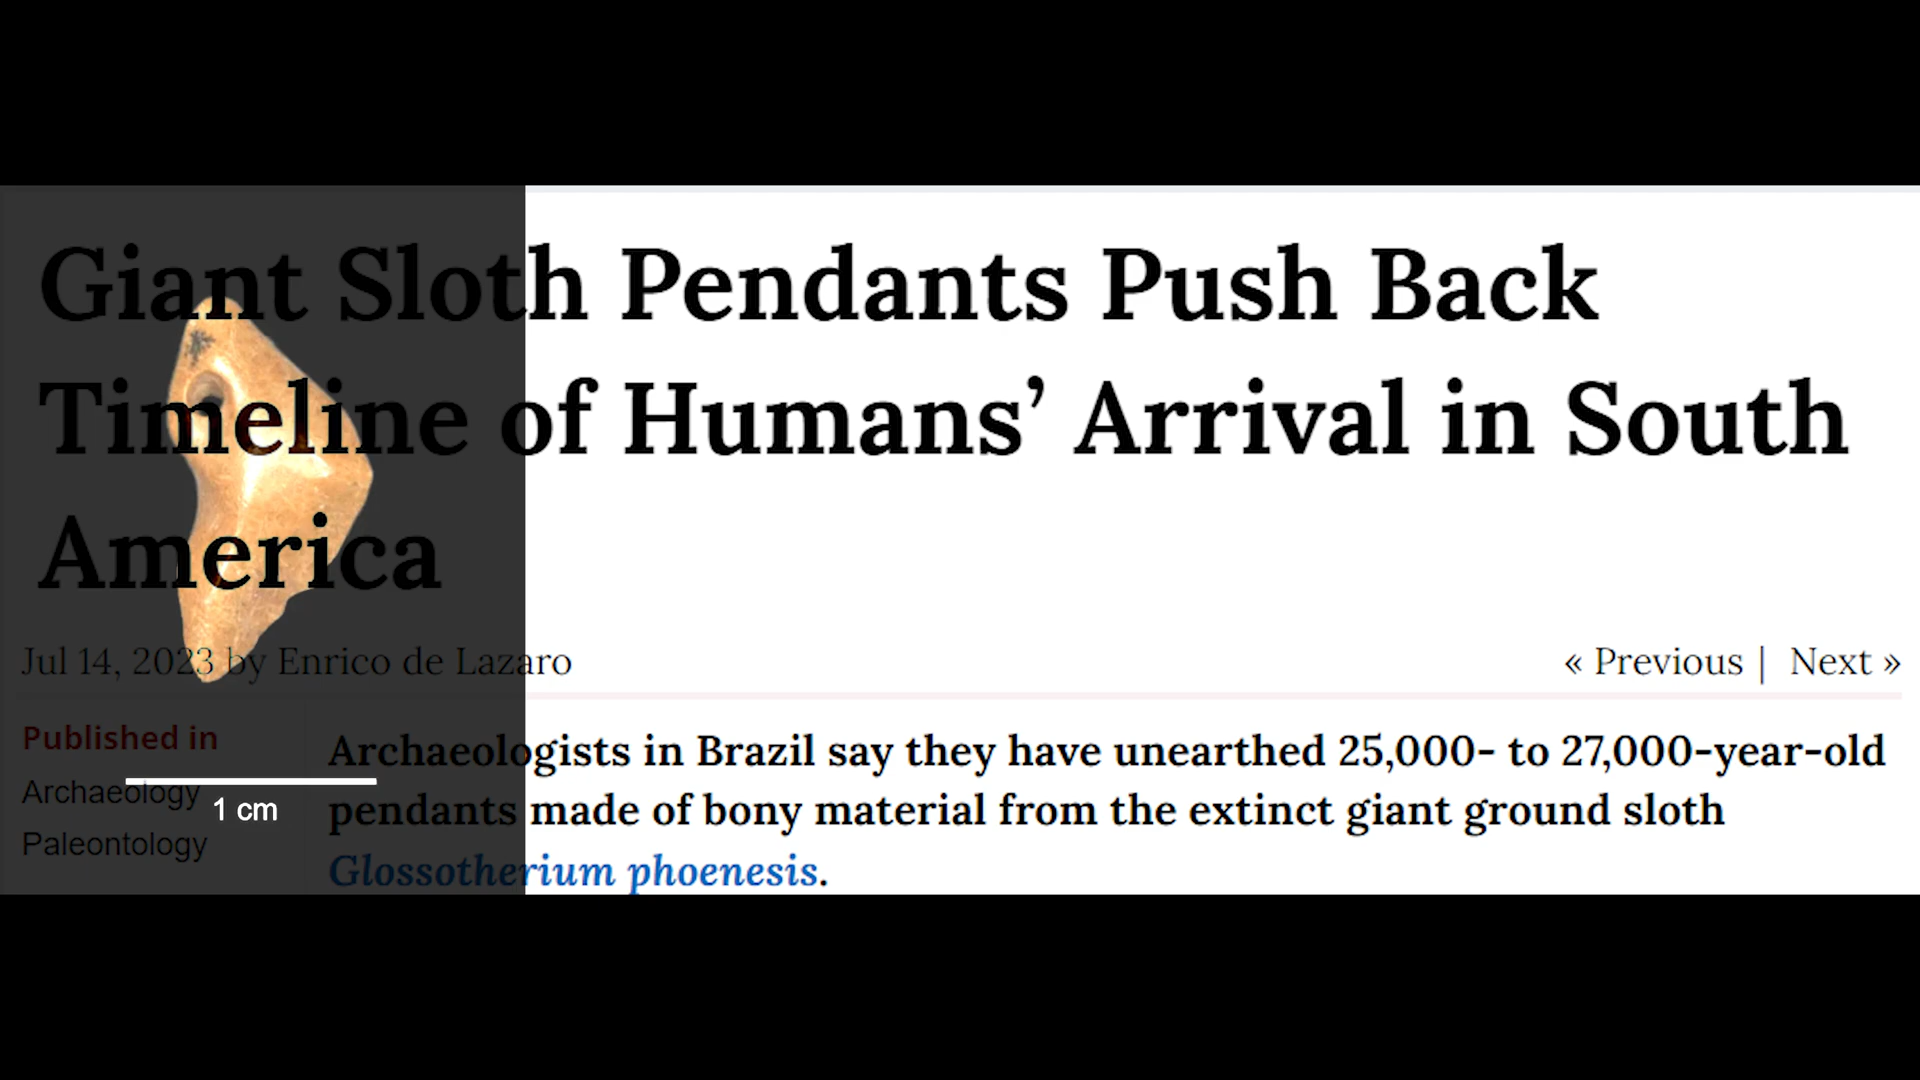 Giant Sloth Pendants Push Back
Timeline of Humans’ Arrival in South
America
Jul 14, 2023 by Enrico de Lazaro
« Previous | Next »
Published in
Archaeology
Paleontology
1 cm
Archaeologists in Brazil say they have unearthed 25,000- to 27,000-year-old
pendants made of bony material from the extinct giant ground sloth
Glossotherium phoenesis.